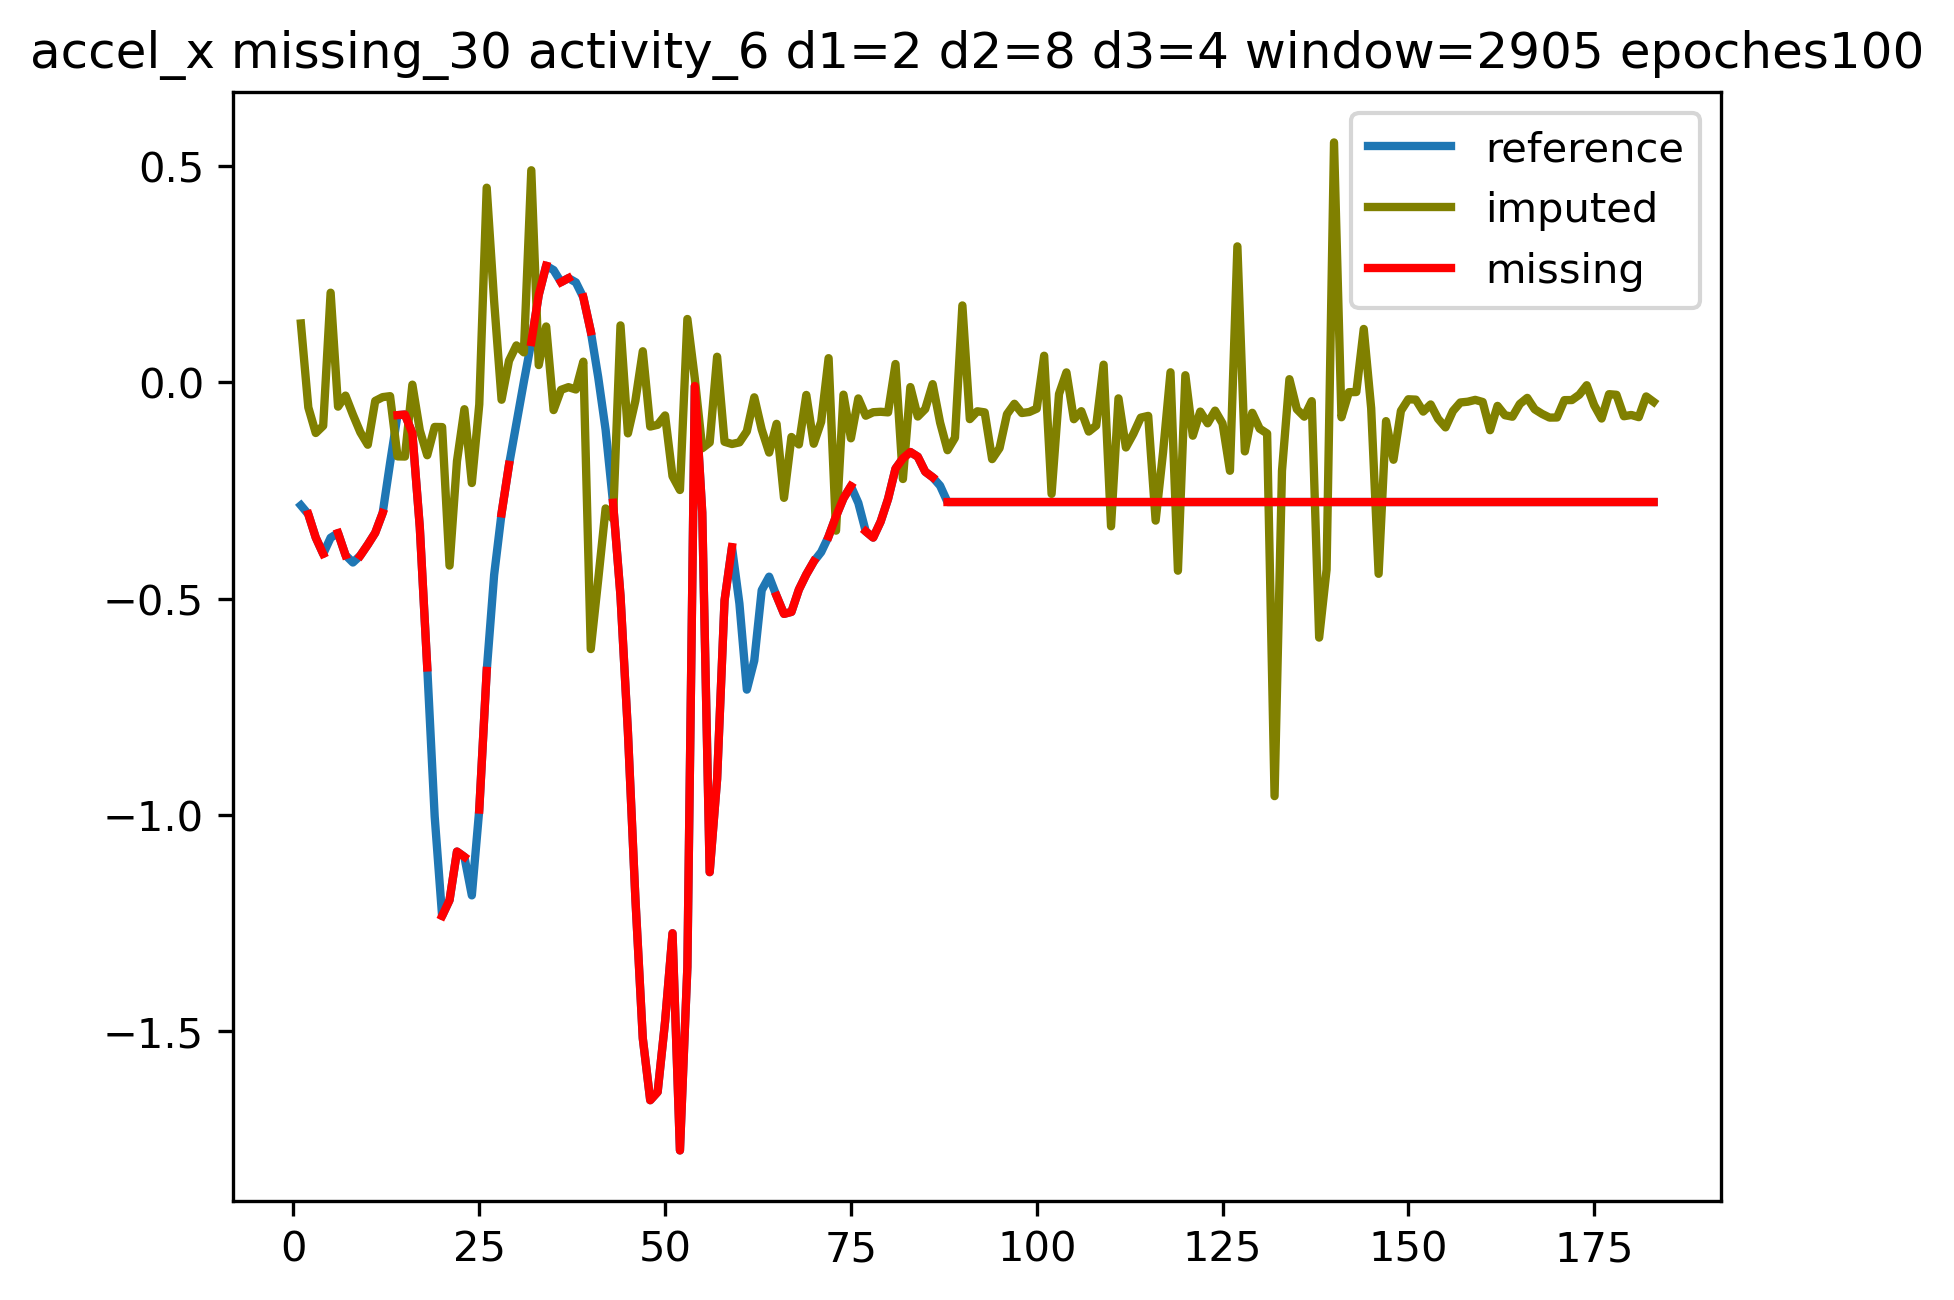 accel_x missing_30 activity_6 d1=2 d2=8 d3=4 window=2905 epoches100
reference
imputed
missing
0.5
0.0
−0.5
−1.0
−1.5
0 25 50 75 100 125 150 175